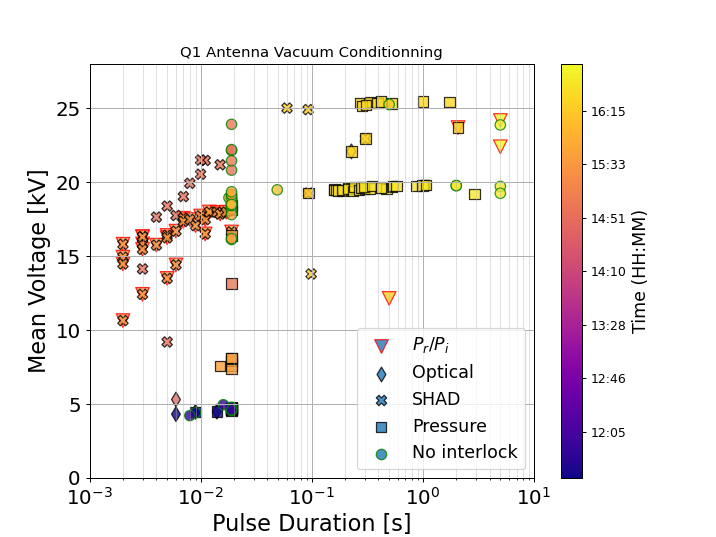 Q1 Antenna Vacuum Conditionning
Mean Voltage [kV]
25
20
15
10
5
0
10⁻³
10⁻²
10⁻¹
10⁰
10¹
Pulse Duration [s]
P_r/P_i
Optical
SHAD
Pressure
No interlock
16:15
15:33
14:51
14:10
13:28
12:46
12:05
Time (HH:MM)